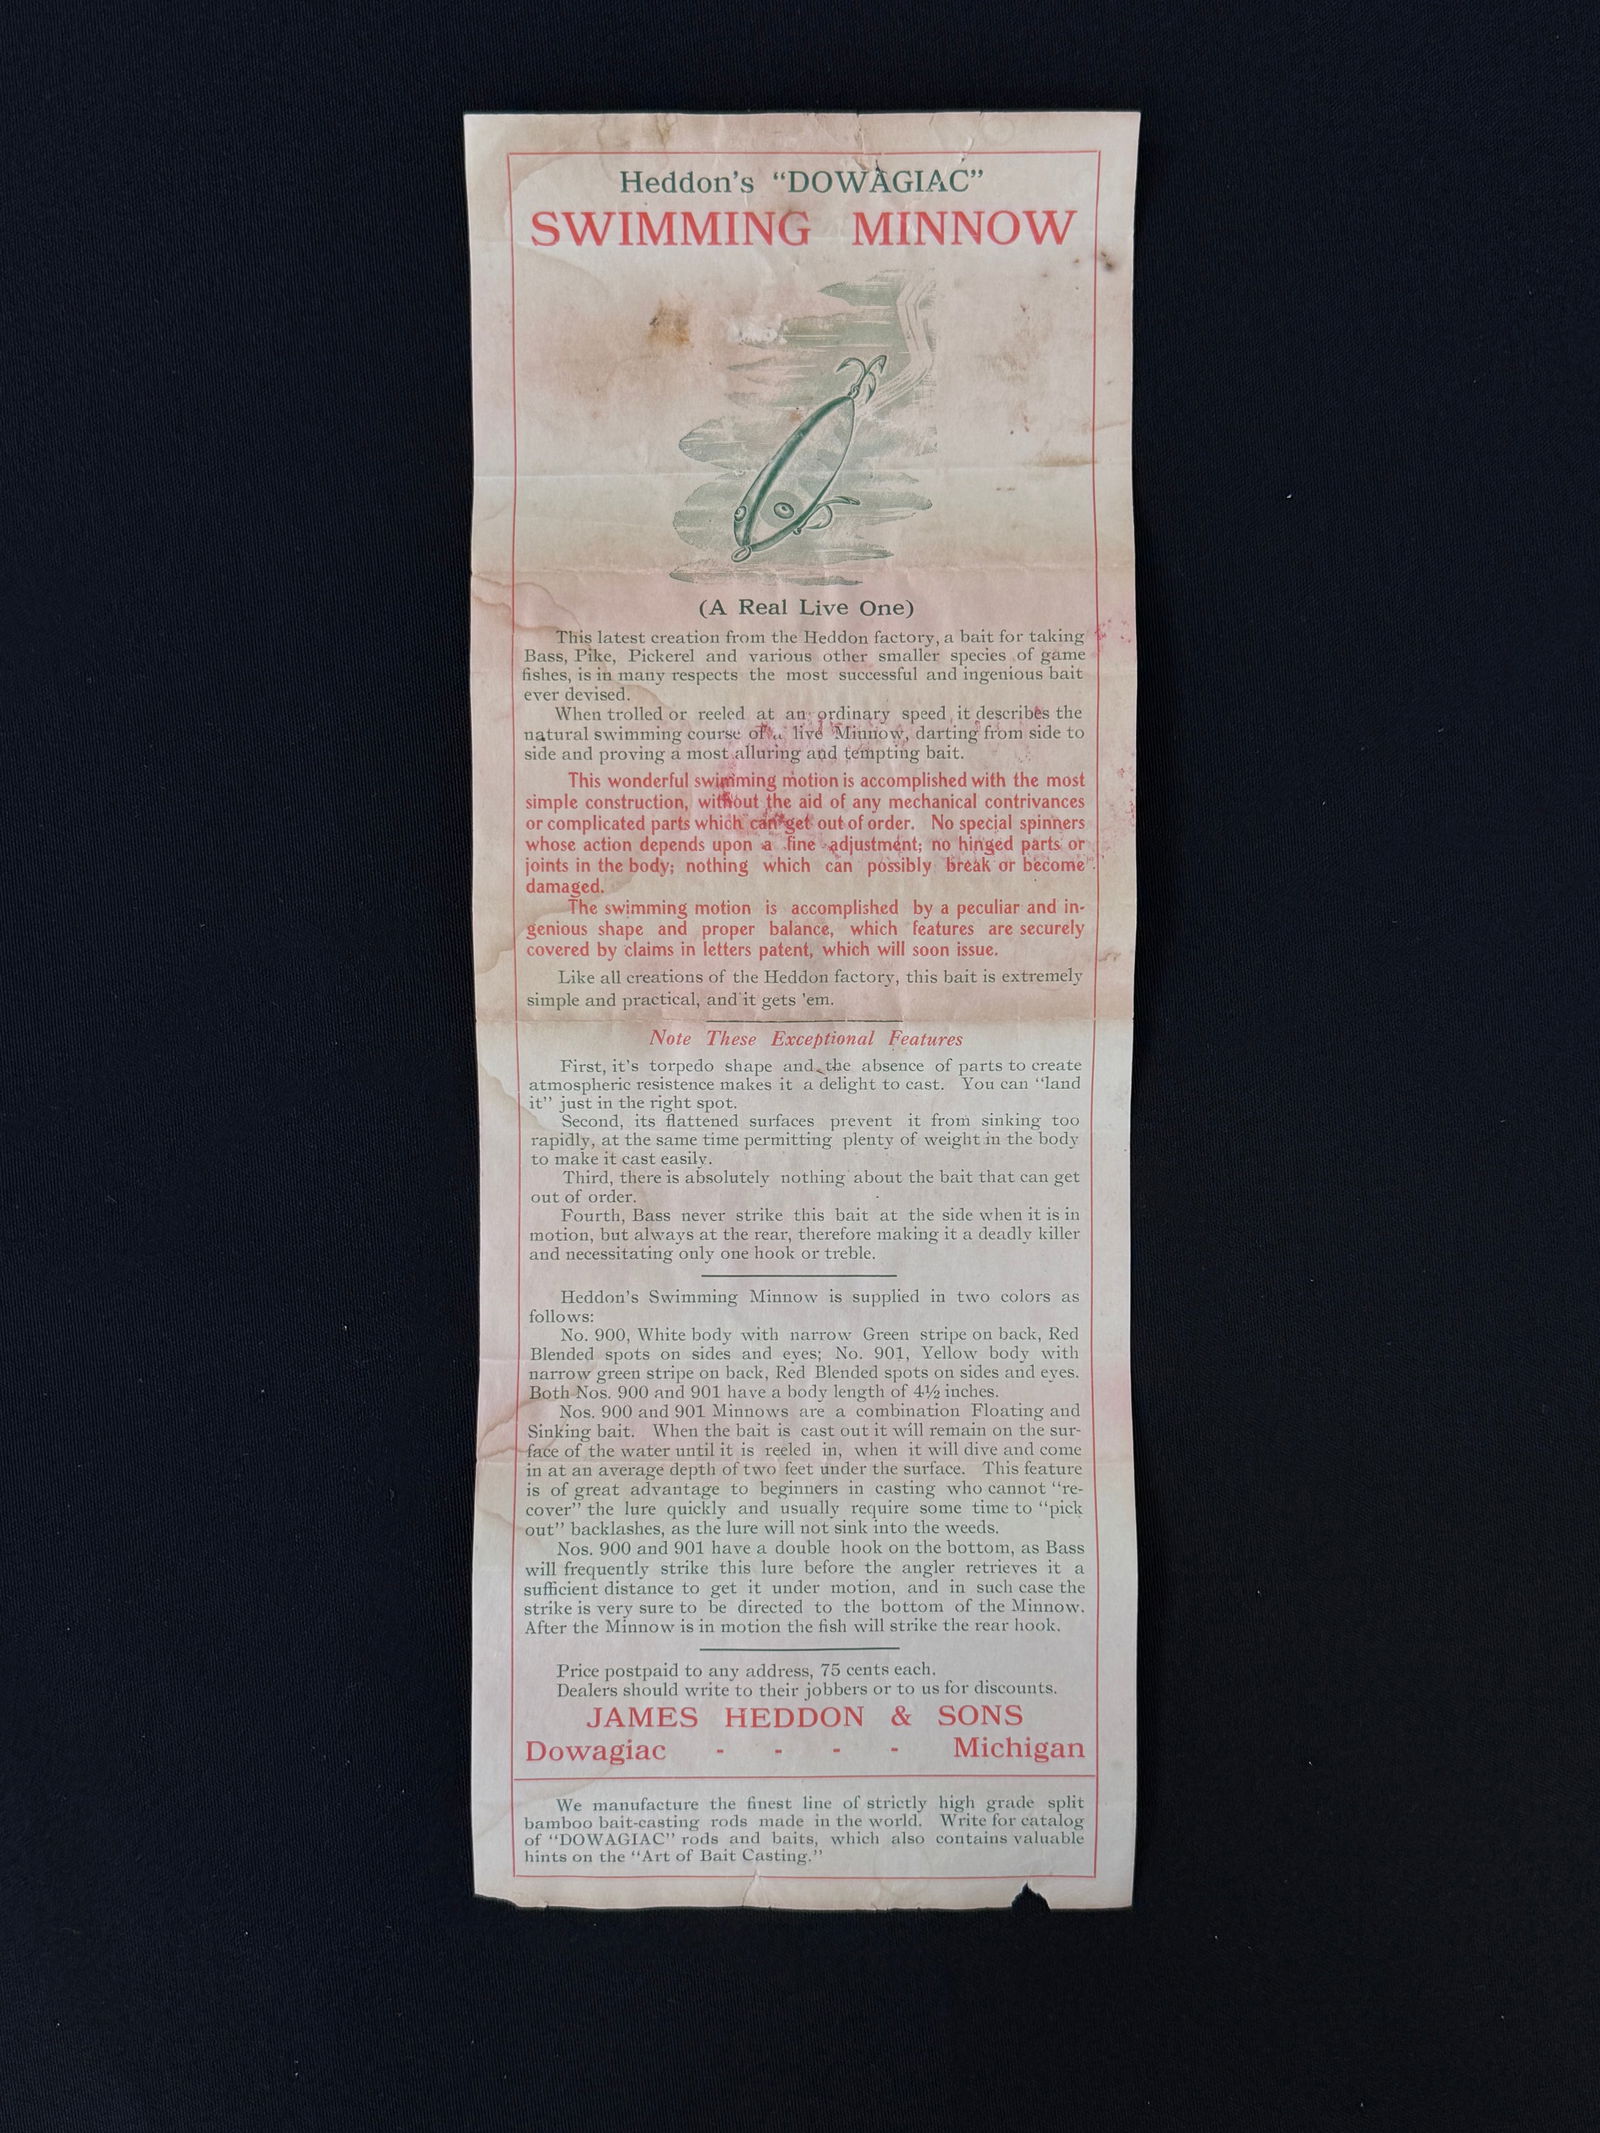 Heddon's "DOWAGIAC"
SWIMMING MINNOW
(A Real Live One)
This latest creation from the Heddon factory, a bait for taking
Bass, Pike, Pickerel and various other smaller species of game
fishes, is in many respects the most successful and ingenious bait
ever devised.
When trolled or reeled at an ordinary speed it describes the
natural swimming course of a live Minnow, darting from side to
side and proving a most alluring and tempting bait.
This wonderful swimming motion is accomplished with the most
simple construction, without the aid of any mechanical contrivances
or complicated parts which can get out of order. No special spinners
whose action depends upon a fine adjustment; no hinged parts or
joints in the body; nothing which can possibly break or become
damaged.
The swimming motion is accomplished by a peculiar and in-
genious shape and proper balance, which features are securely
covered by claims in letters patent, which will soon issue.
Like all creations of the Heddon factory, this bait is extremely
simple and practical, and it gets 'em.
Note These Exceptional Features
First, it's torpedo shape and the absence of parts to create
atmospheric resistence makes it a delight to cast. You can "land
it" just in the right spot.
Second, its flattened surfaces prevent it from sinking too
rapidly, at the same time permitting plenty of weight in the body
to make it cast easily.
Third, there is absolutely nothing about the bait that can get
out of order.
Fourth, Bass never strike this bait at the side when it is in
motion, but always at the rear, therefore making it a deadly killer
and necessitating only one hook or treble.
Heddon's Swimming Minnow is supplied in two colors as
follows:
No. 900, White body with narrow Green stripe on back, Red
Blended spots on sides and eyes; No. 901, Yellow body with
narrow green stripe on back, Red Blended spots on sides and eyes.
Both Nos. 900 and 901 have a body length of 4½ inches.
Nos. 900 and 901 Minnows are a combination Floating and
Sinking bait. When the bait is cast out it will remain on the sur-
face of the water until it is reeled in, when it will dive and come
in at an average depth of two feet under the surface. This feature
is of great advantage to beginners in casting who cannot "re-
cover" the lure quickly and usually require some time to "pick
out" backlashes, as the lure will not sink into the weeds.
Nos. 900 and 901 have a double hook on the bottom, as Bass
will frequently strike this lure before the angler retrieves it a
sufficient distance to get it under motion, and in such case the
strike is very sure to be directed to the bottom of the Minnow.
After the Minnow is in motion the fish will strike the rear hook.
Price postpaid to any address, 75 cents each.
Dealers should write to their jobbers or to us for discounts.
JAMES HEDDON & SONS
Dowagiac - - - - Michigan
We manufacture the finest line of strictly high grade split
bamboo bait-casting rods made in the world. Write for catalog
of "DOWAGIAC" rods and baits, which also contains valuable
hints on the "Art of Bait Casting."